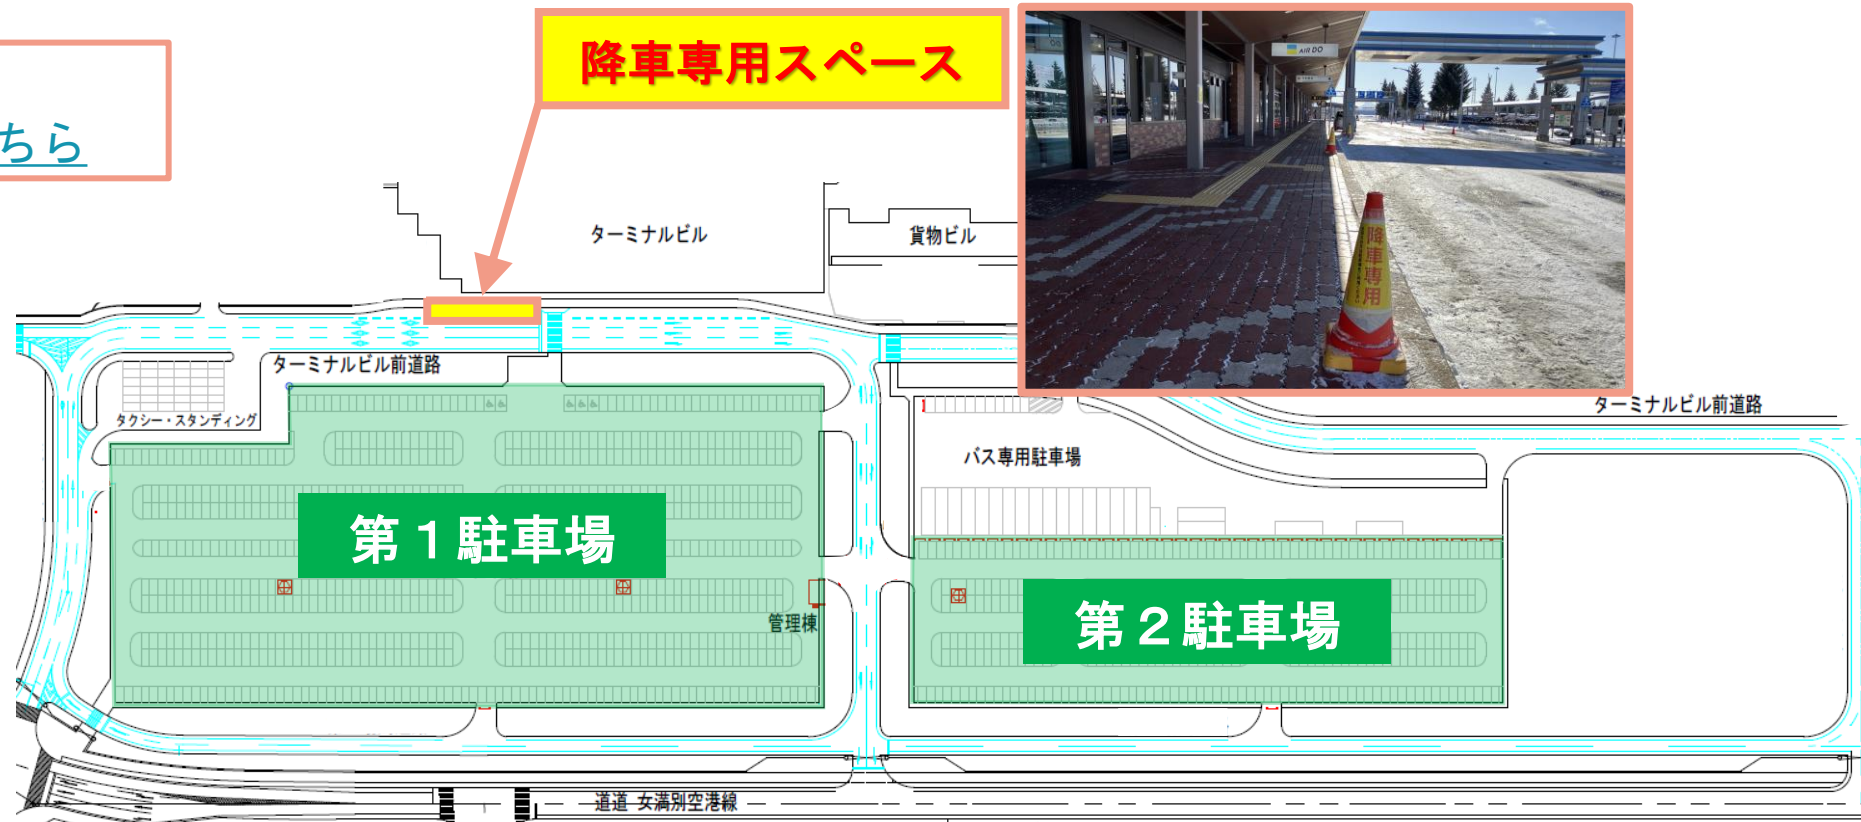 降車専用スペース
ちら
AIR DO
降車専用
ターミナルビル
貨物ビル
ターミナルビル前道路
タクシー・スタンディング
ターミナルビル前道路
バス専用駐車場
第1駐車場
第2駐車場
管理棟
道道 女満別空港線